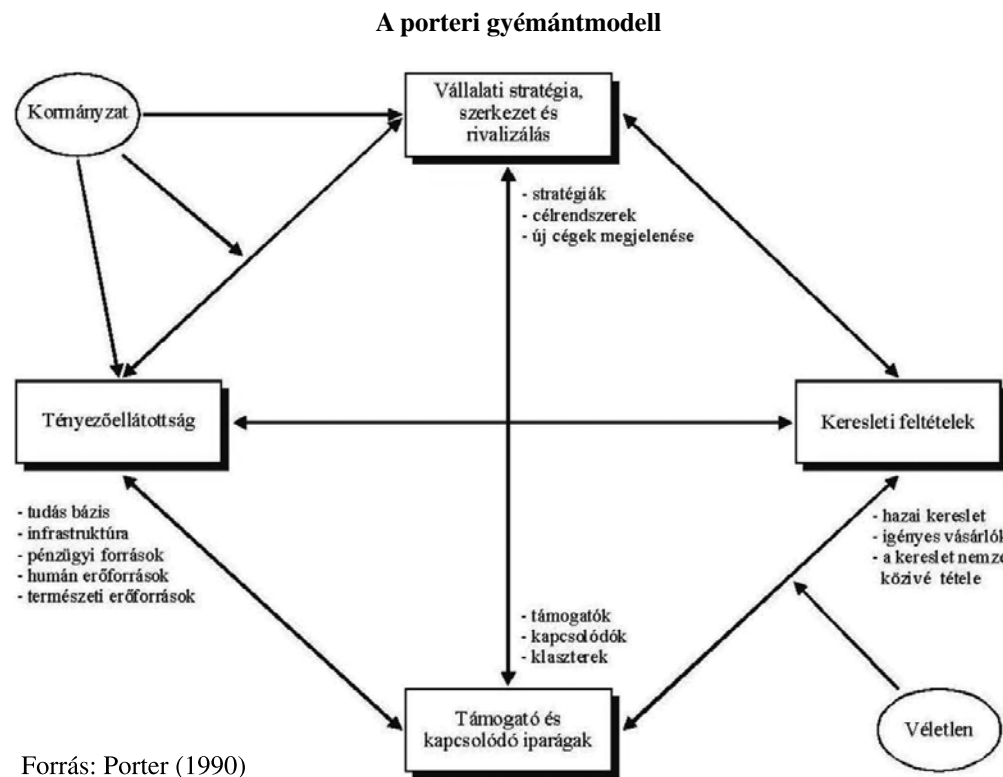 A porteri gyémántmodell
Kormányzat
Vállalati stratégia,
szerkezet és
rivalizálás
- stratégiák
- célrendszerek
- új cégek megjelenése
Tényezőellátottság
Keresleti feltételek
- tudás bázis
- infrastruktúra
- pénzügyi források
- humán erőforrások
- természeti erőforrások
- hazai kereslet
- igényes vásárlók
- a kereslet nemze
közivé tétele
- támogatók
- kapcsolódók
- klaszterek
Támogató és
kapcsolódó iparágak
Véletlen
Forrás: Porter (1990)